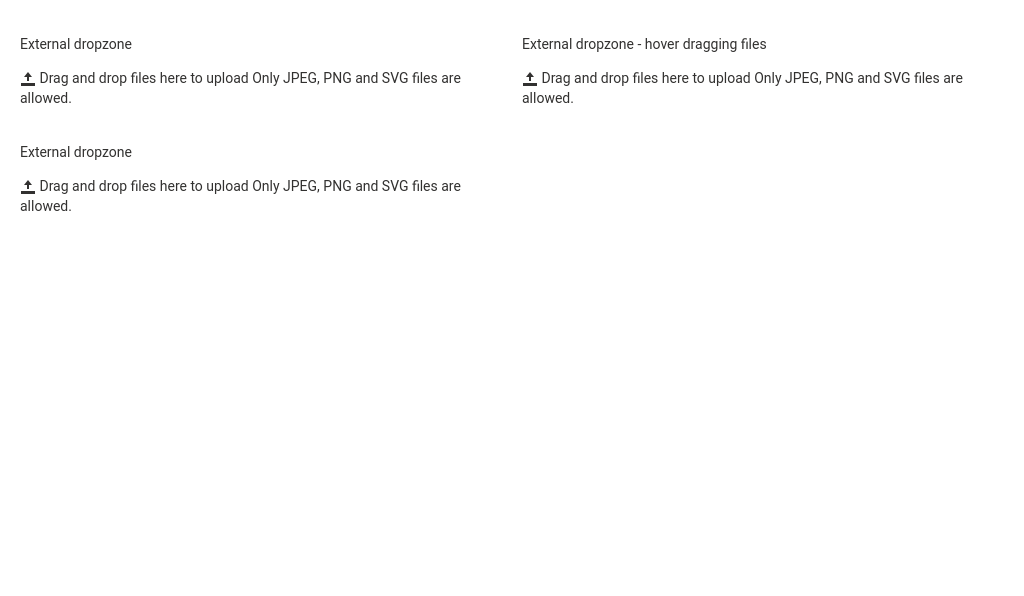 External dropzone
Drag and drop files here to upload Only JPEG, PNG and SVG files are
allowed.
External dropzone - hover dragging files
Drag and drop files here to upload Only JPEG, PNG and SVG files are
allowed.
External dropzone
Drag and drop files here to upload Only JPEG, PNG and SVG files are
allowed.